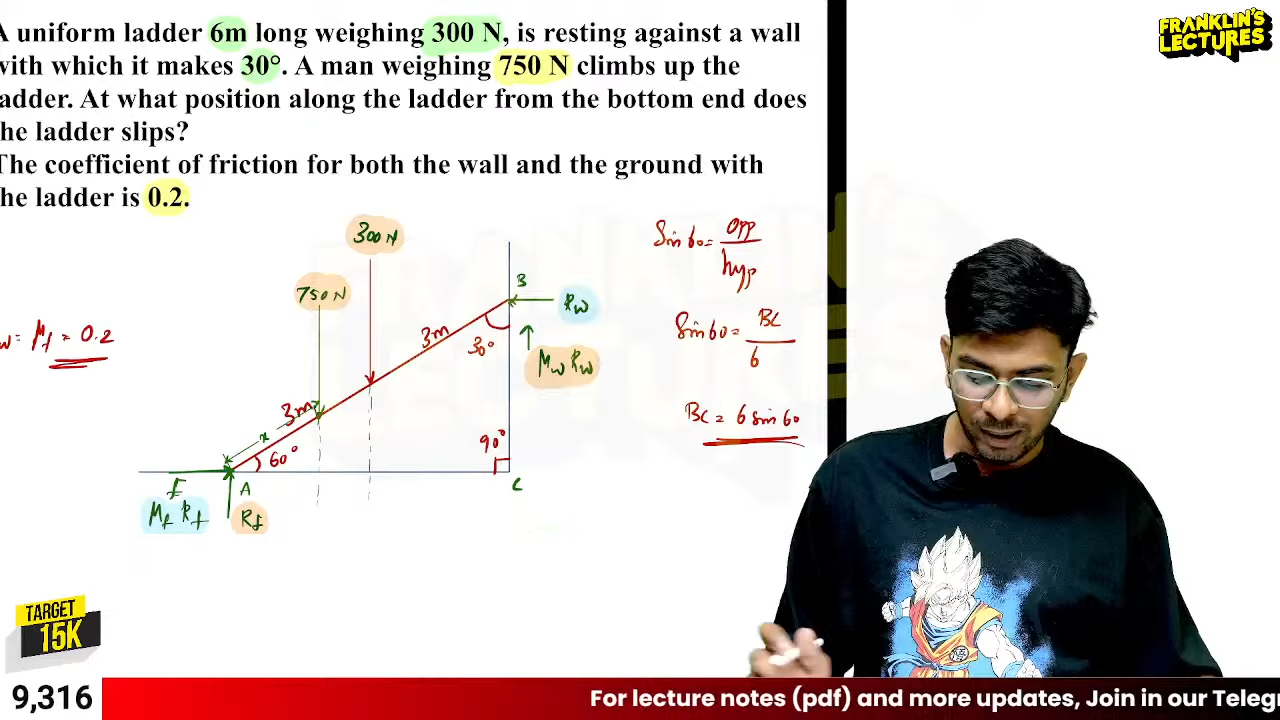 A uniform ladder 6m long weighing 300 N, is resting against a wall
with which it makes 30°. A man weighing 750 N climbs up the
ladder. At what position along the ladder from the bottom end does
the ladder slips?
The coefficient of friction for both the wall and the ground with
the ladder is 0.2.
FRANKLIN'S
LECTURES
300 N
750 N
B
Rw
3m
30°
μw Rw
w = μf = 0.2
3m
x
60°
90°
A
C
μf Rf
Rf
Sin 60 = opp
hyp
Sin 60 = BC
6
BC = 6 sin 60
TARGET
15K
9,316
For lecture notes (pdf) and more updates, Join in our Teleg